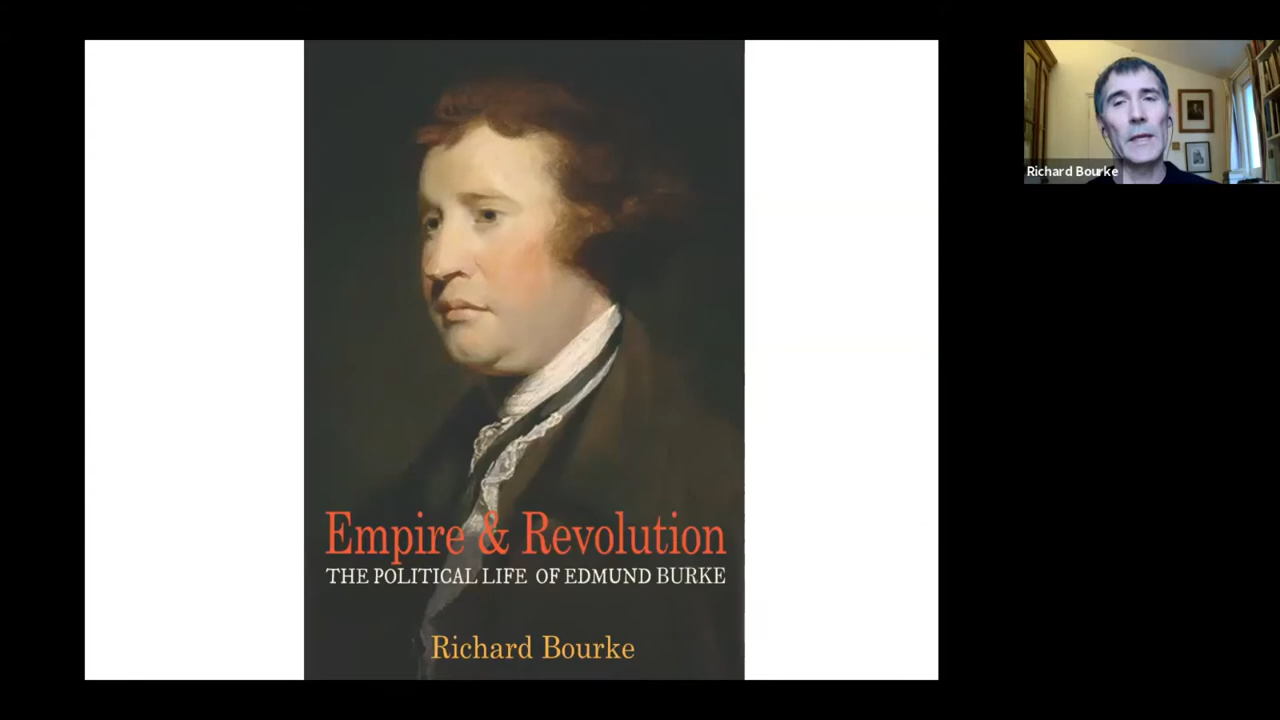 Empire & Revolution
THE POLITICAL LIFE OF EDMUND BURKE
Richard Bourke
Richard Bourke